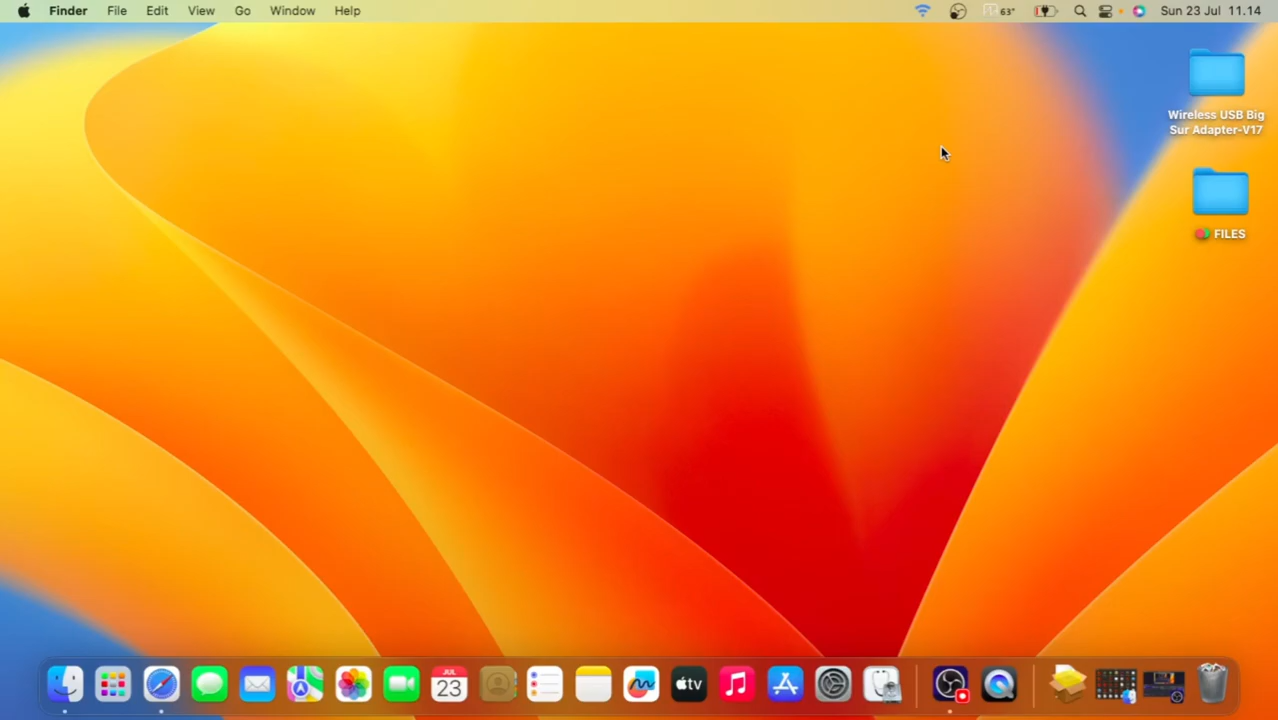 Finder File Edit View Go Window Help 63° Sun 23 Jul 11.14
Wireless USB Big
Sur Adapter-V17
FILES
JUL
23
tv